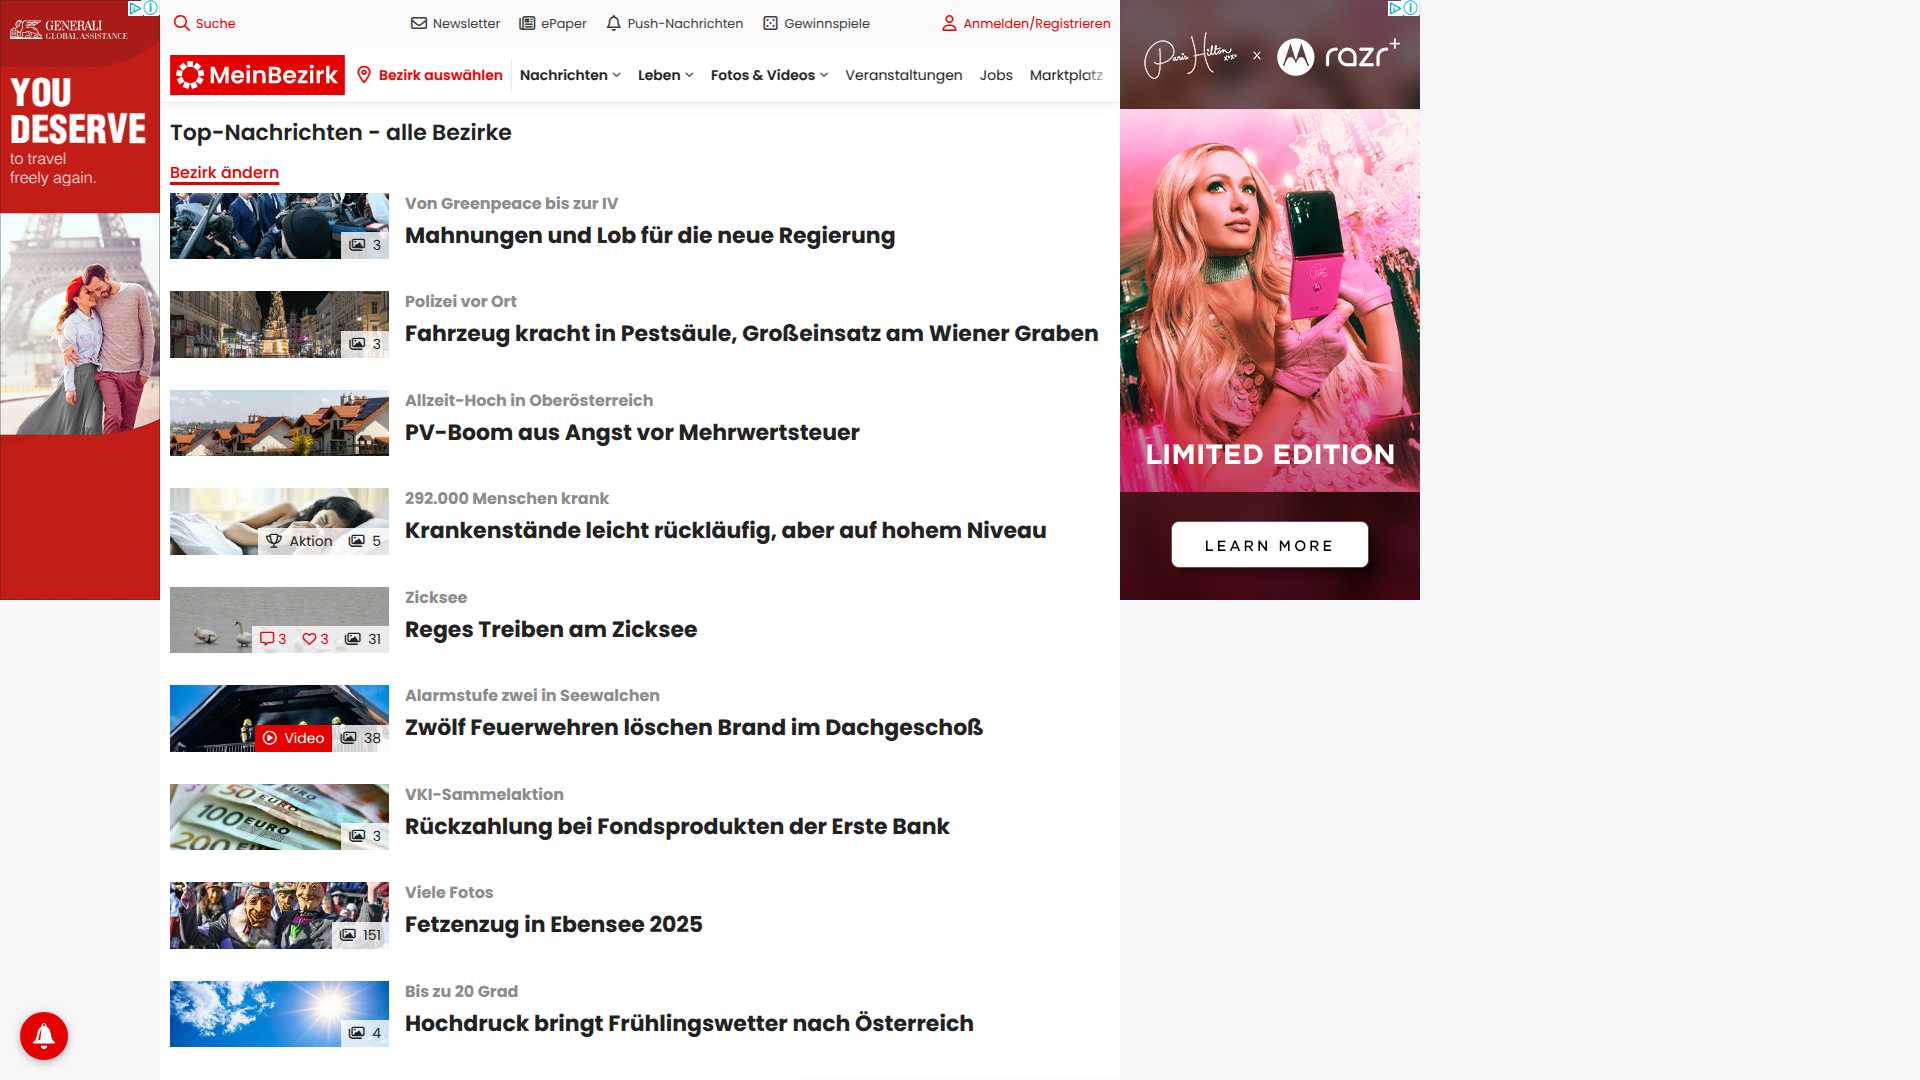 GENERALI
GLOBAL ASSISTANCE
YOU
DESERVE
to travel
freely again.
Suche
Newsletter
ePaper
Push-Nachrichten
Gewinnspiele
Anmelden/Registrieren
MeinBezirk
Bezirk auswählen
Nachrichten
Leben
Fotos & Videos
Veranstaltungen
Jobs
Marktplatz
Top-Nachrichten - alle Bezirke
Bezirk ändern
3
Von Greenpeace bis zur IV
Mahnungen und Lob für die neue Regierung
3
Polizei vor Ort
Fahrzeug kracht in Pestsäule, Großeinsatz am Wiener Graben
Allzeit-Hoch in Oberösterreich
PV-Boom aus Angst vor Mehrwertsteuer
Aktion 5
292.000 Menschen krank
Krankenstände leicht rückläufig, aber auf hohem Niveau
3 3 31
Zicksee
Reges Treiben am Zicksee
Video 38
Alarmstufe zwei in Seewalchen
Zwölf Feuerwehren löschen Brand im Dachgeschoß
50 EURO
100 EURO
200
3
VKI-Sammelaktion
Rückzahlung bei Fondsprodukten der Erste Bank
151
Viele Fotos
Fetzenzug in Ebensee 2025
4
Bis zu 20 Grad
Hochdruck bringt Frühlingswetter nach Österreich
Paris Hilton x razr+
LIMITED EDITION
LEARN MORE